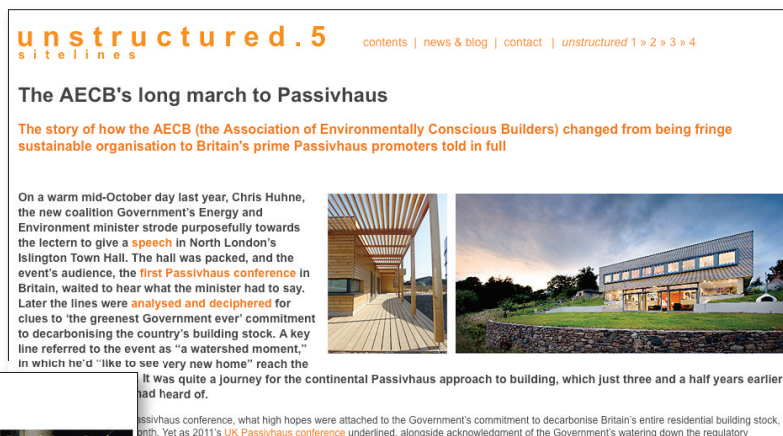 unstructured.5
sitelines
contents | news & blog | contact | unstructured 1 » 2 » 3 » 4
The AECB's long march to Passivhaus
The story of how the AECB (the Association of Environmentally Conscious Builders) changed from being fringe
sustainable organisation to Britain's prime Passivhaus promoters told in full
On a warm mid-October day last year, Chris Huhne,
the new coalition Government's Energy and
Environment minister strode purposefully towards
the lectern to give a speech in North London's
Islington Town Hall. The hall was packed, and the
event's audience, the first Passivhaus conference in
Britain, waited to hear what the minister had to say.
Later the lines were analysed and deciphered for
clues to ‘the greenest Government ever’ commitment
to decarbonising the country's building stock. A key
line referred to the event as “a watershed moment,”
in which he'd “like to see very new home” reach the
It was quite a journey for the continental Passivhaus approach to building, which just three and a half years earlier
had heard of.
conference, what high hopes were attached to the Government's commitment to decarbonise Britain's entire residential building stock,
Yet as 2011's UK Passivhaus conference underlined, alongside acknowledgment of the Government's watering down the regulatory